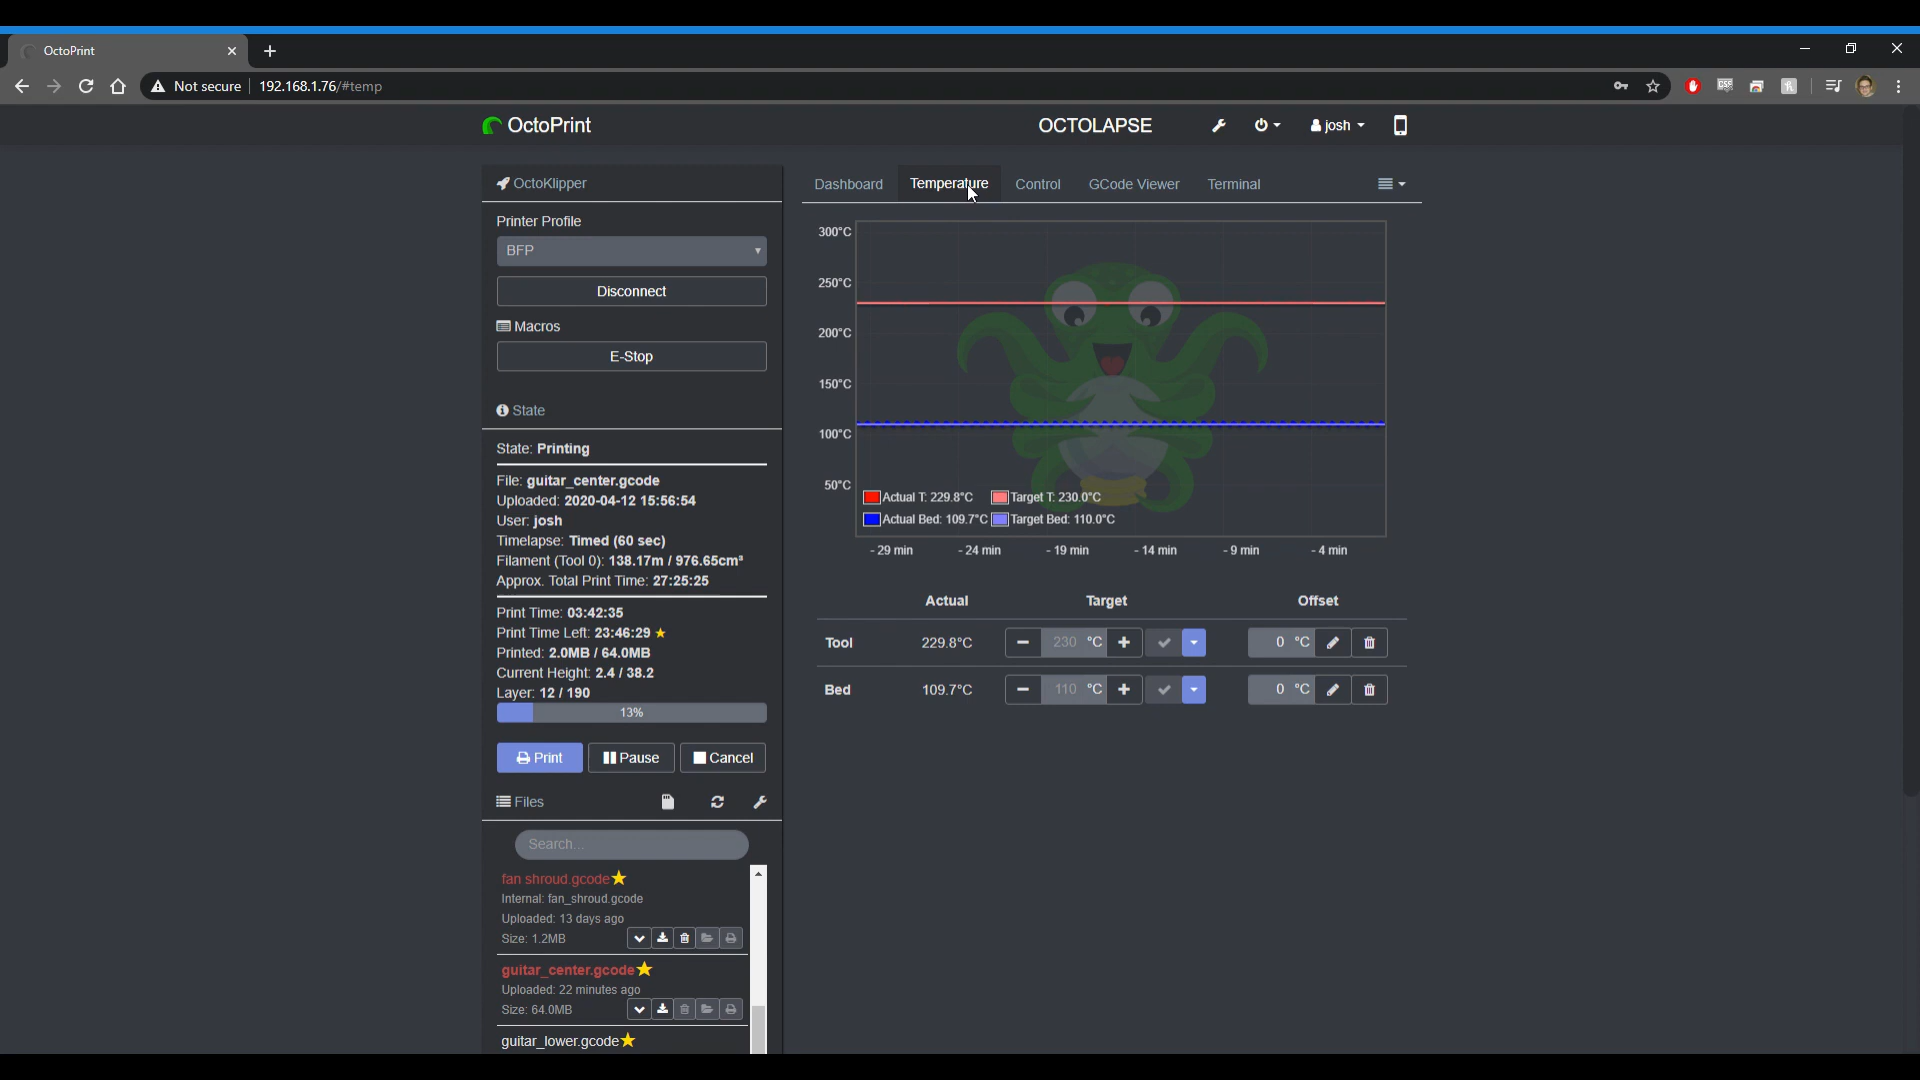 OctoPrint
Not secure 192.168.1.76/#temp
OctoPrint
OCTOLAPSE
josh
OctoKlipper
Printer Profile
BFP
Disconnect
Macros
E-Stop
State
State: Printing
File: guitar_center.gcode
Uploaded: 2020-04-12 15:56:54
User: josh
Timelapse: Timed (60 sec)
Filament (Tool 0): 138.17m / 976.65cm³
Approx. Total Print Time: 27:25:25
Print Time: 03:42:35
Print Time Left: 23:46:29
Printed: 2.0MB / 64.0MB
Current Height: 2.4 / 38.2
Layer: 12 / 190
13%
Print Pause Cancel
Files
Search...
fan shroud.gcode
Internal: fan_shroud.gcode
Uploaded: 13 days ago
Size: 1.2MB
guitar_center.gcode
Uploaded: 22 minutes ago
Size: 64.0MB
guitar_lower.gcode
Dashboard Temperature Control GCode Viewer Terminal
300°C
250°C
200°C
150°C
100°C
50°C
Actual T: 229.8°C Target T: 230.0°C
Actual Bed: 109.7°C Target Bed: 110.0°C
- 29 min - 24 min - 19 min - 14 min - 9 min - 4 min
Actual Target Offset
Tool 229.8°C 230 °C 0 °C
Bed 109.7°C 110 °C 0 °C